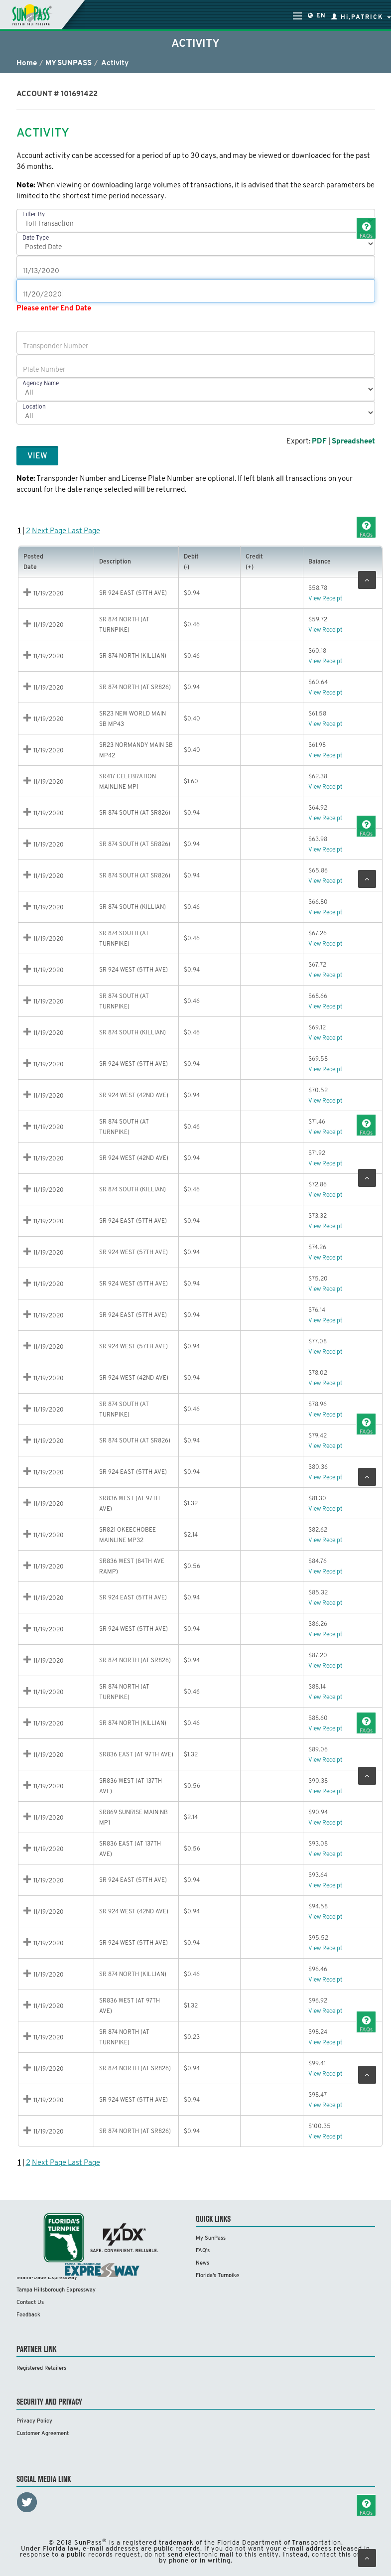 SUNPASS
PREPAID TOLL PROGRAM
EN
Hi,PATRICK
ACTIVITY
Home / MY SUNPASS / Activity
ACCOUNT # 101691422
ACTIVITY
Account activity can be accessed for a period of up to 30 days, and may be viewed or downloaded for the past
36 months.
Note: When viewing or downloading large volumes of transactions, it is advised that the search parameters be
limited to the shortest time period necessary.
Filter By
Toll Transaction
FAQs
Date Type
Posted Date
11/13/2020
11/20/2020
Please enter End Date
Transponder Number
Plate Number
Agency Name
All
Location
All
Export: PDF | Spreadsheet
VIEW
Note: Transponder Number and License Plate Number are optional. If left blank all transactions on your
account for the date range selected will be returned.
FAQs
1 | 2 Next Page Last Page
Posted Date Description Debit (-) Credit (+) Balance
11/19/2020 SR 924 EAST (57TH AVE) $0.94 $58.78 View Receipt
11/19/2020 SR 874 NORTH (AT TURNPIKE) $0.46 $59.72 View Receipt
11/19/2020 SR 874 NORTH (KILLIAN) $0.46 $60.18 View Receipt
11/19/2020 SR 874 NORTH (AT SR826) $0.94 $60.64 View Receipt
11/19/2020 SR23 NEW WORLD MAIN SB MP43 $0.40 $61.58 View Receipt
11/19/2020 SR23 NORMANDY MAIN SB MP42 $0.40 $61.98 View Receipt
11/19/2020 SR417 CELEBRATION MAINLINE MP1 $1.60 $62.38 View Receipt
11/19/2020 SR 874 SOUTH (AT SR826) $0.94 $64.92 View Receipt
FAQs
11/19/2020 SR 874 SOUTH (AT SR826) $0.94 $63.98 View Receipt
11/19/2020 SR 874 SOUTH (AT SR826) $0.94 $65.86 View Receipt
11/19/2020 SR 874 SOUTH (KILLIAN) $0.46 $66.80 View Receipt
11/19/2020 SR 874 SOUTH (AT TURNPIKE) $0.46 $67.26 View Receipt
11/19/2020 SR 924 WEST (57TH AVE) $0.94 $67.72 View Receipt
11/19/2020 SR 874 SOUTH (AT TURNPIKE) $0.46 $68.66 View Receipt
11/19/2020 SR 874 SOUTH (KILLIAN) $0.46 $69.12 View Receipt
11/19/2020 SR 924 WEST (57TH AVE) $0.94 $69.58 View Receipt
11/19/2020 SR 924 WEST (42ND AVE) $0.94 $70.52 View Receipt
11/19/2020 SR 874 SOUTH (AT TURNPIKE) $0.46 $71.46 View Receipt
FAQs
11/19/2020 SR 924 WEST (42ND AVE) $0.94 $71.92 View Receipt
11/19/2020 SR 874 SOUTH (KILLIAN) $0.46 $72.86 View Receipt
11/19/2020 SR 924 EAST (57TH AVE) $0.94 $73.32 View Receipt
11/19/2020 SR 924 WEST (57TH AVE) $0.94 $74.26 View Receipt
11/19/2020 SR 924 WEST (57TH AVE) $0.94 $75.20 View Receipt
11/19/2020 SR 924 EAST (57TH AVE) $0.94 $76.14 View Receipt
11/19/2020 SR 924 WEST (57TH AVE) $0.94 $77.08 View Receipt
11/19/2020 SR 924 WEST (42ND AVE) $0.94 $78.02 View Receipt
11/19/2020 SR 874 SOUTH (AT TURNPIKE) $0.46 $78.96 View Receipt
FAQs
11/19/2020 SR 874 SOUTH (AT SR826) $0.94 $79.42 View Receipt
11/19/2020 SR 924 EAST (57TH AVE) $0.94 $80.36 View Receipt
11/19/2020 SR836 WEST (AT 97TH AVE) $1.32 $81.30 View Receipt
11/19/2020 SR821 OKEECHOBEE MAINLINE MP32 $2.14 $82.62 View Receipt
11/19/2020 SR836 WEST (84TH AVE RAMP) $0.56 $84.76 View Receipt
11/19/2020 SR 924 EAST (57TH AVE) $0.94 $85.32 View Receipt
11/19/2020 SR 924 WEST (57TH AVE) $0.94 $86.26 View Receipt
11/19/2020 SR 874 NORTH (AT SR826) $0.94 $87.20 View Receipt
11/19/2020 SR 874 NORTH (AT TURNPIKE) $0.46 $88.14 View Receipt
11/19/2020 SR 874 NORTH (KILLIAN) $0.46 $88.60 View Receipt
FAQs
11/19/2020 SR836 EAST (AT 97TH AVE) $1.32 $89.06 View Receipt
11/19/2020 SR836 WEST (AT 137TH AVE) $0.56 $90.38 View Receipt
11/19/2020 SR869 SUNRISE MAIN NB MP1 $2.14 $90.94 View Receipt
11/19/2020 SR836 EAST (AT 137TH AVE) $0.56 $93.08 View Receipt
11/19/2020 SR 924 EAST (57TH AVE) $0.94 $93.64 View Receipt
11/19/2020 SR 924 WEST (42ND AVE) $0.94 $94.58 View Receipt
11/19/2020 SR 924 WEST (57TH AVE) $0.94 $95.52 View Receipt
11/19/2020 SR 874 NORTH (KILLIAN) $0.46 $96.46 View Receipt
11/19/2020 SR836 WEST (AT 97TH AVE) $1.32 $96.92 View Receipt
FAQs
11/19/2020 SR 874 NORTH (AT TURNPIKE) $0.23 $98.24 View Receipt
11/19/2020 SR 874 NORTH (AT SR826) $0.94 $99.41 View Receipt
11/19/2020 SR 924 WEST (57TH AVE) $0.94 $98.47 View Receipt
11/19/2020 SR 874 NORTH (AT SR826) $0.94 $100.35 View Receipt
1 | 2 Next Page Last Page
FLORIDA'S
TURNPIKE
MDX
SAFE. CONVENIENT. RELIABLE.
EXPRESSWAY
QUICK LINKS
My SunPass
FAQ's
News
Florida's Turnpike
Miami-Dade Expressway
Tampa Hillsborough Expressway
Contact Us
Feedback
PARTNER LINK
Registered Retailers
SECURITY AND PRIVACY
Privacy Policy
Customer Agreement
SOCIAL MEDIA LINK
FAQs
© 2018 SunPass® is a registered trademark of the Florida Department of Transportation.
Under Florida law, e-mail addresses are public records. If you do not want your e-mail address released in
response to a public records request, do not send electronic mail to this entity. Instead, contact this
by phone or in writing.